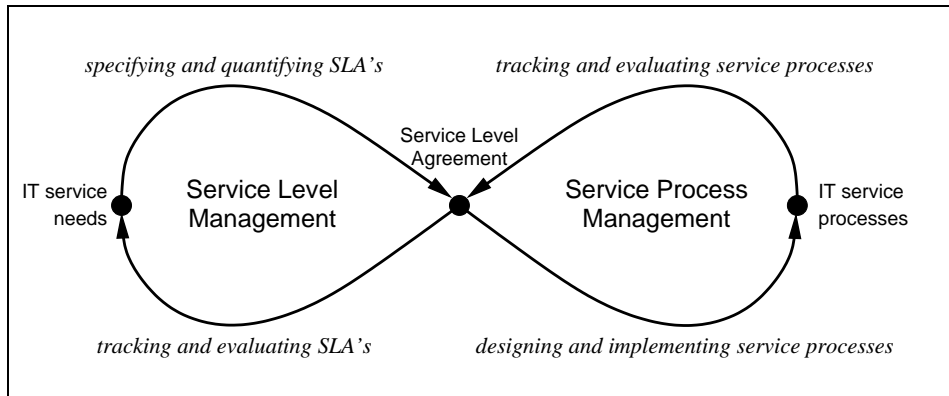 specifying and quantifying SLA's
tracking and evaluating service processes
Service Level
Agreement
IT service
needs
Service Level
Management
Service Process
Management
IT service
processes
tracking and evaluating SLA's
designing and implementing service processes